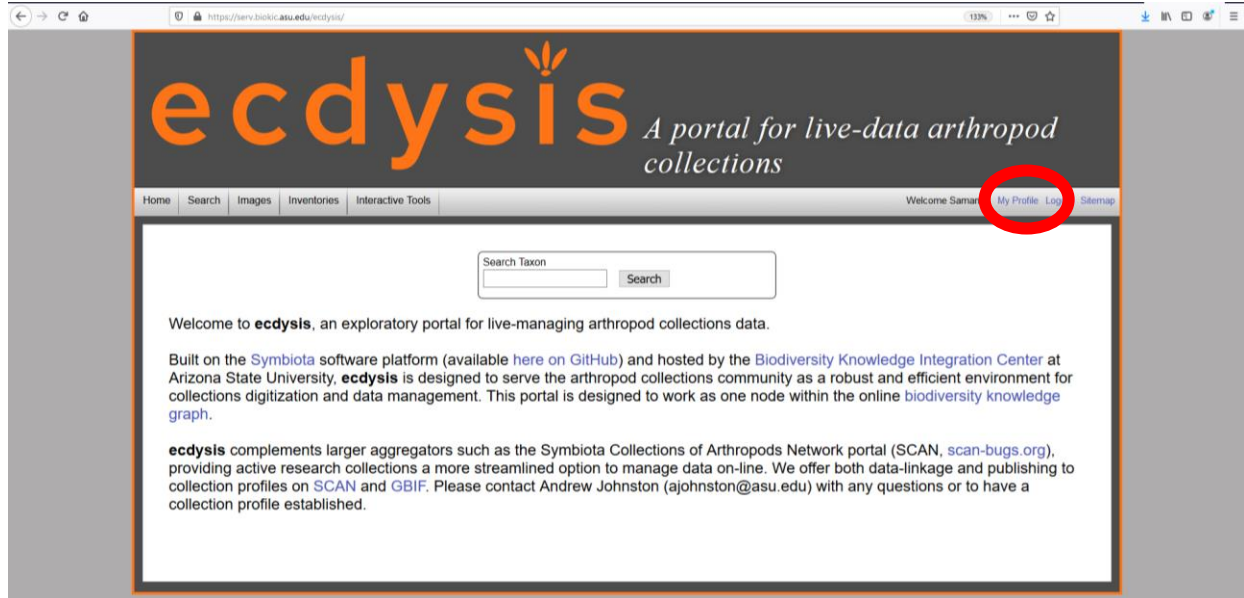 https://serv.biokic.asu.edu/ecdysis/
133%
ecdysis
A portal for live-data arthropod
collections
Home Search Images Inventories Interactive Tools Welcome My Profile Sitemap
Search Taxon
Search
Welcome to ecdysis, an exploratory portal for live-managing arthropod collections data.
Built on the Symbiota software platform (available here on GitHub) and hosted by the Biodiversity Knowledge Integration Center at
Arizona State University, ecdysis is designed to serve the arthropod collections community as a robust and efficient environment for
collections digitization and data management. This portal is designed to work as one node within the online biodiversity knowledge
graph.
ecdysis complements larger aggregators such as the Symbiota Collections of Arthropods Network portal (SCAN, scan-bugs.org),
providing active research collections a more streamlined option to manage data on-line. We offer both data-linkage and publishing to
collection profiles on SCAN and GBIF. Please contact Andrew Johnston (ajohnston@asu.edu) with any questions or to have a
collection profile established.